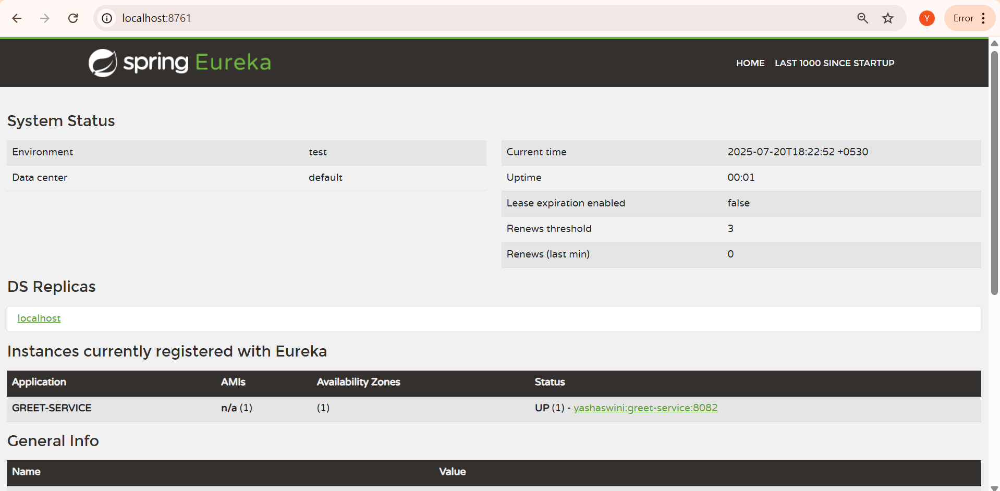 localhost:8761
Y
Error
spring Eureka
HOME LAST 1000 SINCE STARTUP
System Status
Environment test
Data center default
Current time 2025-07-20T18:22:52 +0530
Uptime 00:01
Lease expiration enabled false
Renews threshold 3
Renews (last min) 0
DS Replicas
localhost
Instances currently registered with Eureka
Application AMIs Availability Zones Status
GREET-SERVICE n/a (1) (1) UP (1) - yashaswini:greet-service:8082
General Info
Name Value